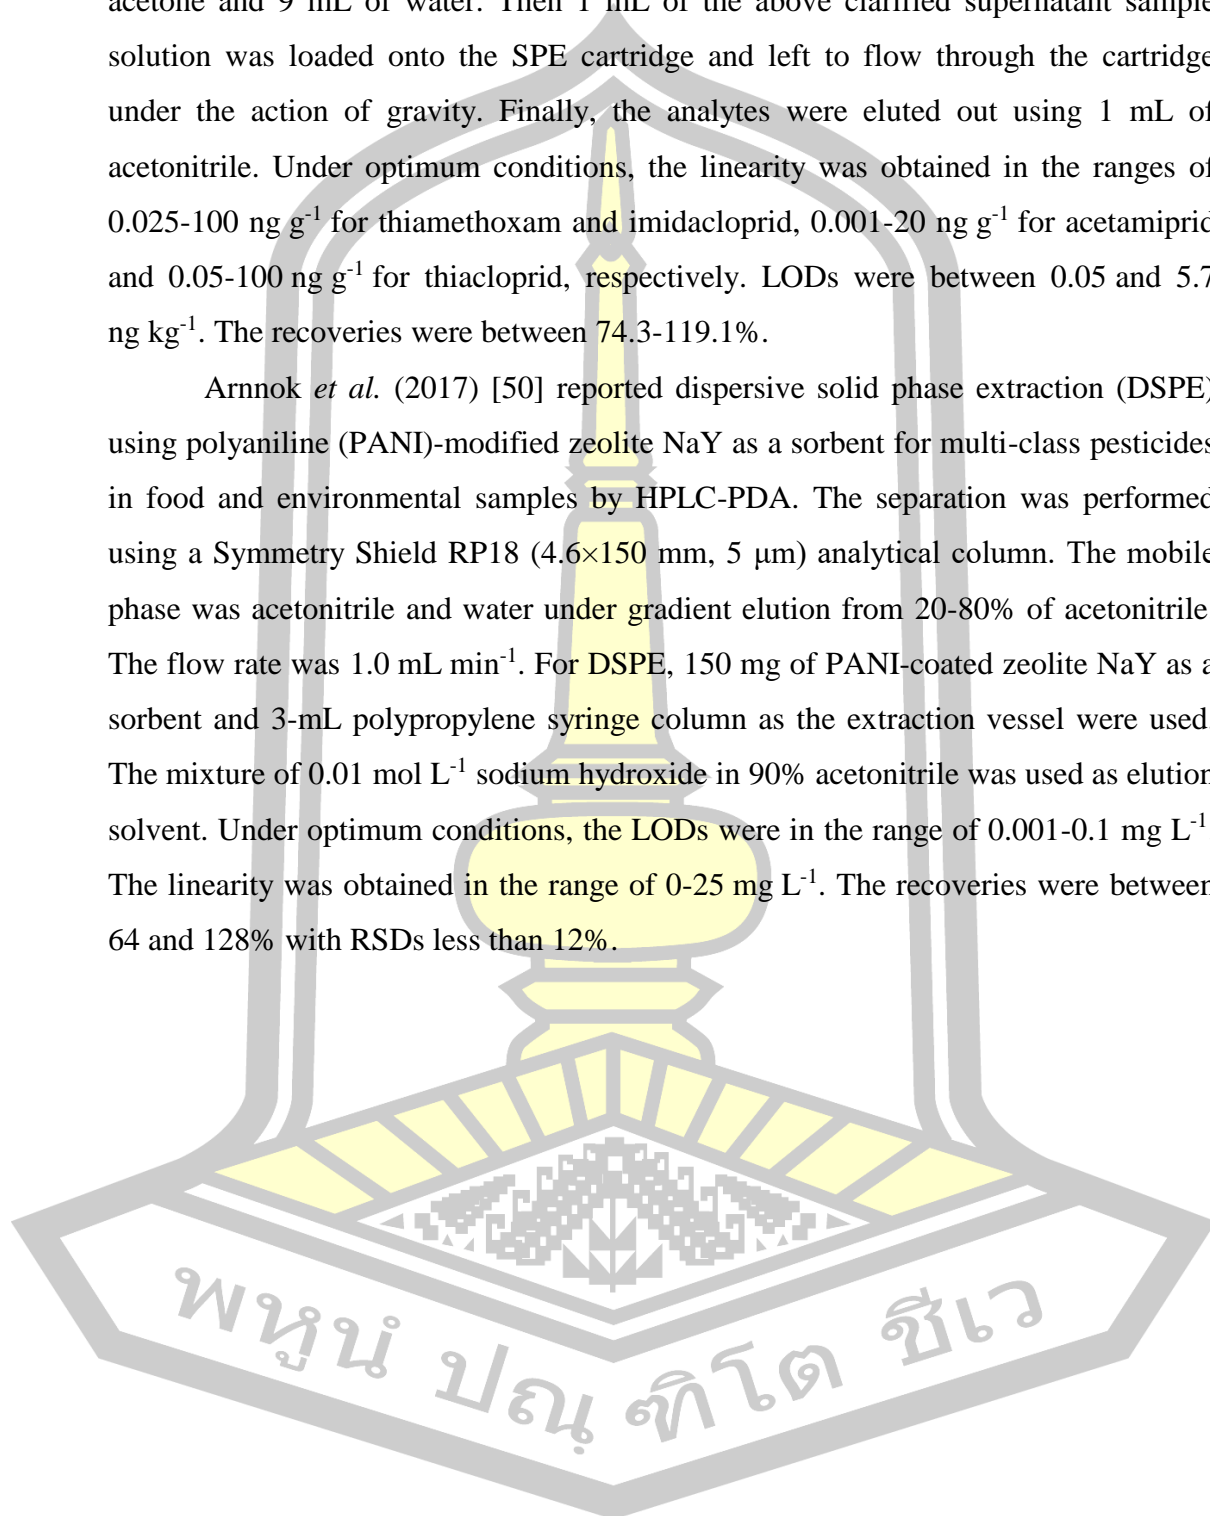 acetone and 9 mL of water. Then 1 mL of the above clarified supernatant sample
solution was loaded onto the SPE cartridge and left to flow through the cartridge
under the action of gravity. Finally, the analytes were eluted out using 1 mL of
acetonitrile. Under optimum conditions, the linearity was obtained in the ranges of
0.025-100 ng g⁻¹ for thiamethoxam and imidacloprid, 0.001-20 ng g⁻¹ for acetamiprid
and 0.05-100 ng g⁻¹ for thiacloprid, respectively. LODs were between 0.05 and 5.7
ng kg⁻¹. The recoveries were between 74.3-119.1%.
Arnnok et al. (2017) [50] reported dispersive solid phase extraction (DSPE)
using polyaniline (PANI)-modified zeolite NaY as a sorbent for multi-class pesticides
in food and environmental samples by HPLC-PDA. The separation was performed
using a Symmetry Shield RP18 (4.6×150 mm, 5 μm) analytical column. The mobile
phase was acetonitrile and water under gradient elution from 20-80% of acetonitrile.
The flow rate was 1.0 mL min⁻¹. For DSPE, 150 mg of PANI-coated zeolite NaY as a
sorbent and 3-mL polypropylene syringe column as the extraction vessel were used.
The mixture of 0.01 mol L⁻¹ sodium hydroxide in 90% acetonitrile was used as elution
solvent. Under optimum conditions, the LODs were in the range of 0.001-0.1 mg L⁻¹
The linearity was obtained in the range of 0-25 mg L⁻¹. The recoveries were between
64 and 128% with RSDs less than 12%.
พหูนํ ปณฺฑิโต ชีเว